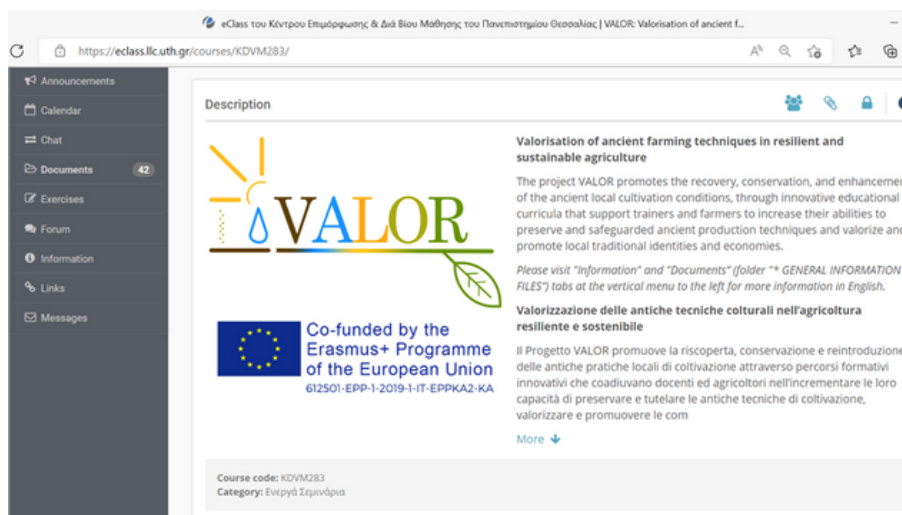 eClass του Κέντρου Επιμόρφωσης & Διά Βίου Μάθησης του Πανεπιστημίου Θεσσαλίας | VALOR: Valorisation of ancient f...
https://eclass.llc.uth.gr/courses/KDVM283/
Announcements
Calendar
Chat
Documents 42
Exercises
Forum
Information
Links
Messages
Description
VALOR
Co-funded by the
Erasmus+ Programme
of the European Union
612501-EPP-1-2019-1-IT-EPPKA2-KA
Valorisation of ancient farming techniques in resilient and
sustainable agriculture
The project VALOR promotes the recovery, conservation, and enhancemen
of the ancient local cultivation conditions, through innovative educational
curricula that support trainers and farmers to increase their abilities to
preserve and safeguarded ancient production techniques and valorize and
promote local traditional identities and economies.
Please visit "Information" and "Documents" (folder "* GENERAL INFORMATION
FILES") tabs at the vertical menu to the left for more information in English.
Valorizzazione delle antiche tecniche colturali nell'agricoltura
resiliente e sostenibile
Il Progetto VALOR promuove la riscoperta, conservazione e reintroduzione
delle antiche pratiche locali di coltivazione attraverso percorsi formativi
innovativi che coadiuvano docenti ed agricoltori nell'incrementare le loro
capacità di preservare e tutelare le antiche tecniche di coltivazione,
valorizzare e promuovere le com
More
Course code: KDVM283
Category: Ενεργά Σεμινάρια